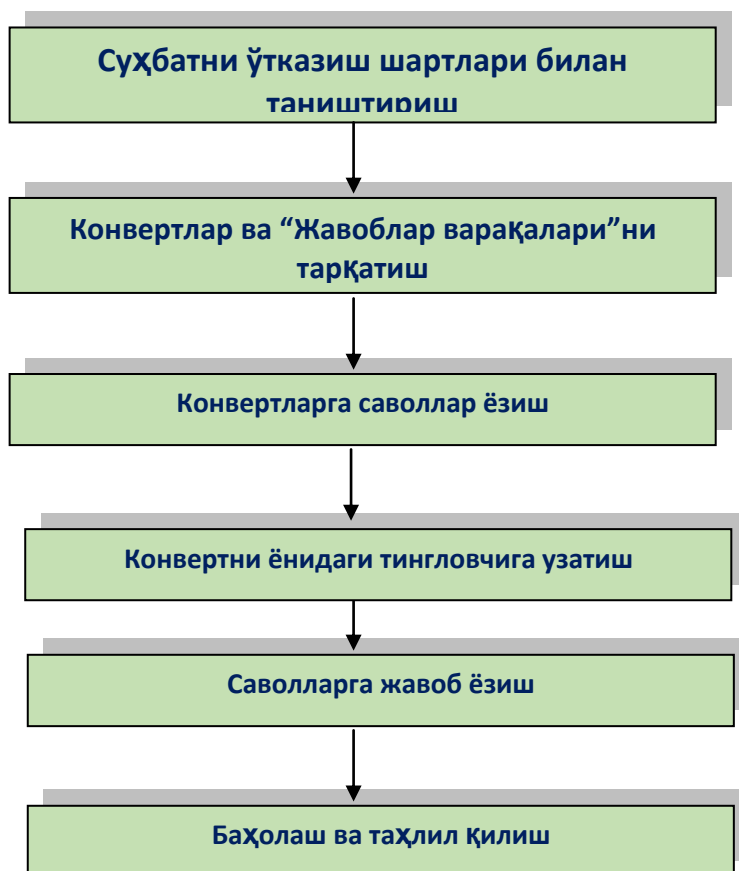 Суҳбатни ўтказиш шартлари билан
таништириш
Конвертлар ва “Жавоблар варақалари”ни
тарқатиш
Конвертларга саволлар ёзиш
Конвертни ёнидаги тингловчига узатиш
Саволларга жавоб ёзиш
Баҳолаш ва таҳлил қилиш